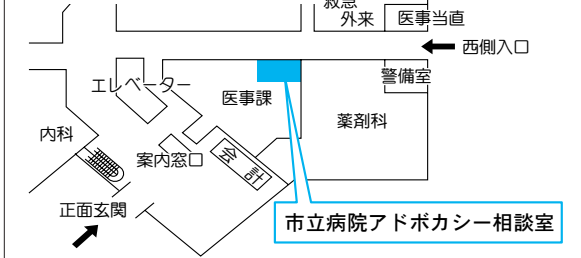 救急
外来
医事当直
西側入口
エレベーター
警備室
医事課
薬剤科
内科
案内窓口
会計
正面玄関
市立病院アドボカシー相談室